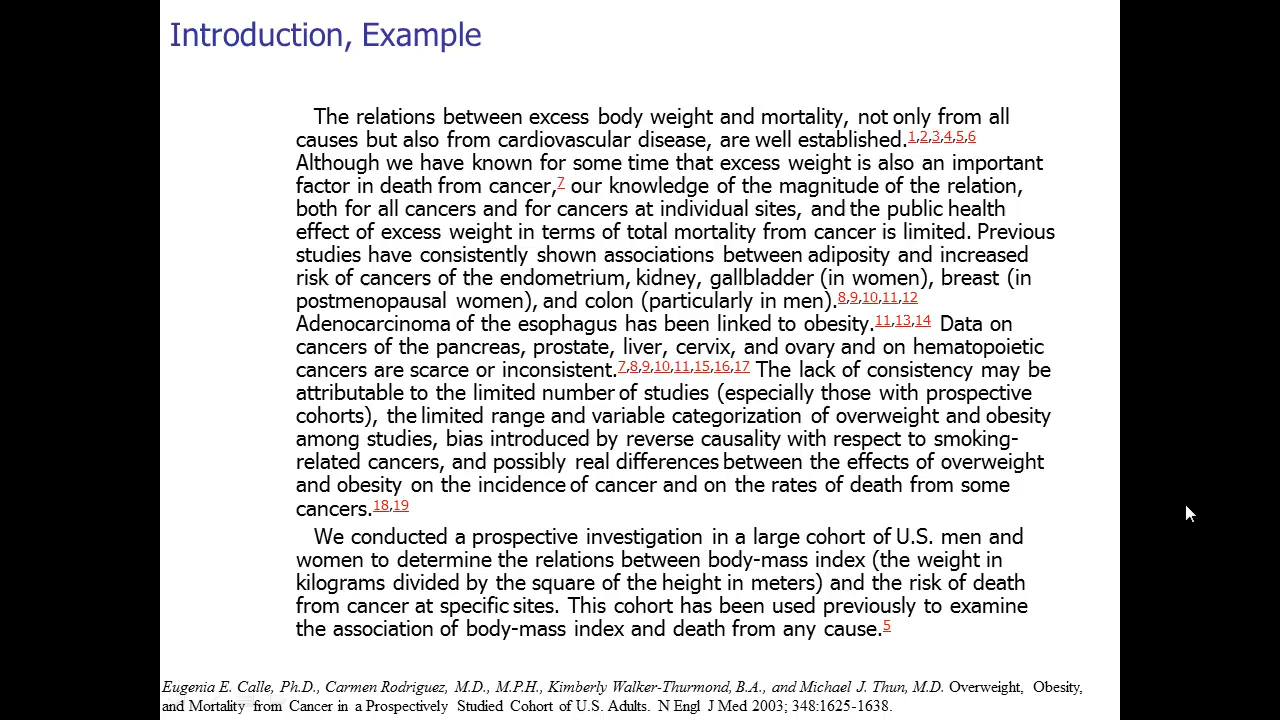 Introduction, Example
The relations between excess body weight and mortality, not only from all
causes but also from cardiovascular disease, are well established.1,2,3,4,5,6
Although we have known for some time that excess weight is also an important
factor in death from cancer,7 our knowledge of the magnitude of the relation,
both for all cancers and for cancers at individual sites, and the public health
effect of excess weight in terms of total mortality from cancer is limited. Previous
studies have consistently shown associations between adiposity and increased
risk of cancers of the endometrium, kidney, gallbladder (in women), breast (in
postmenopausal women), and colon (particularly in men).8,9,10,11,12
Adenocarcinoma of the esophagus has been linked to obesity.11,13,14 Data on
cancers of the pancreas, prostate, liver, cervix, and ovary and on hematopoietic
cancers are scarce or inconsistent.7,8,9,10,11,15,16,17 The lack of consistency may be
attributable to the limited number of studies (especially those with prospective
cohorts), the limited range and variable categorization of overweight and obesity
among studies, bias introduced by reverse causality with respect to smoking-
related cancers, and possibly real differences between the effects of overweight
and obesity on the incidence of cancer and on the rates of death from some
cancers.18,19
We conducted a prospective investigation in a large cohort of U.S. men and
women to determine the relations between body-mass index (the weight in
kilograms divided by the square of the height in meters) and the risk of death
from cancer at specific sites. This cohort has been used previously to examine
the association of body-mass index and death from any cause.5
Eugenia E. Calle, Ph.D., Carmen Rodriguez, M.D., M.P.H., Kimberly Walker-Thurmond, B.A., and Michael J. Thun, M.D. Overweight, Obesity,
and Mortality from Cancer in a Prospectively Studied Cohort of U.S. Adults. N Engl J Med 2003; 348:1625-1638.